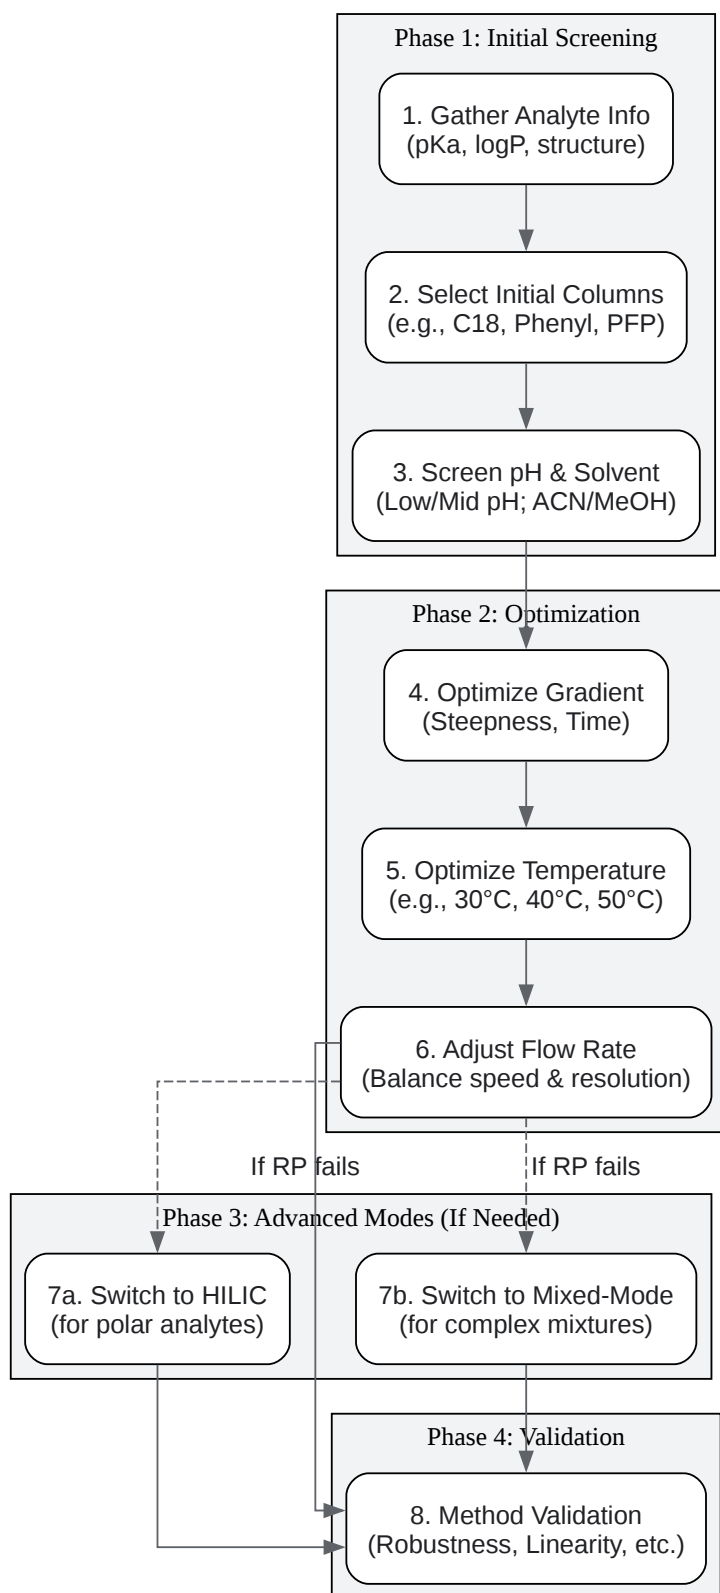 Phase 1: Initial Screening
1. Gather Analyte Info
(pKa, logP, structure)
2. Select Initial Columns
(e.g., C18, Phenyl, PFP)
3. Screen pH & Solvent
(Low/Mid pH; ACN/MeOH)
Phase 2: Optimization
4. Optimize Gradient
(Steepness, Time)
5. Optimize Temperature
(e.g., 30°C, 40°C, 50°C)
6. Adjust Flow Rate
(Balance speed & resolution)
If RP fails
If RP fails
Phase 3: Advanced Modes (If Needed)
7a. Switch to HILIC
(for polar analytes)
7b. Switch to Mixed-Mode
(for complex mixtures)
Phase 4: Validation
8. Method Validation
(Robustness, Linearity, etc.)